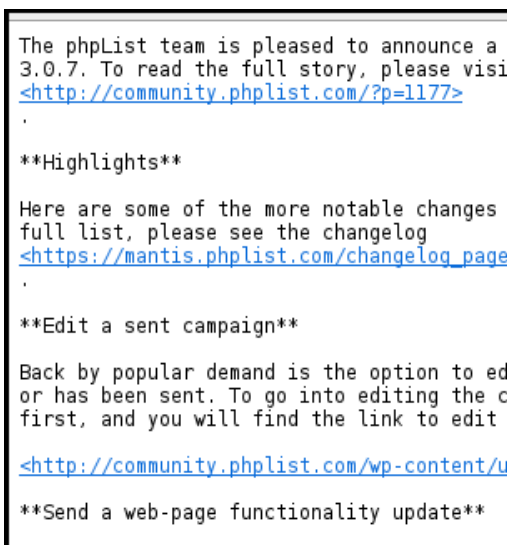 The phpList team is pleased to announce a
3.0.7. To read the full story, please visi
<http://community.phplist.com/?p=1177>
.
**Highlights**
Here are some of the more notable changes
full list, please see the changelog
<https://mantis.phplist.com/changelog_page
.
**Edit a sent campaign**
Back by popular demand is the option to ed
or has been sent. To go into editing the c
first, and you will find the link to edit
<http://community.phplist.com/wp-content/u
**Send a web-page functionality update**